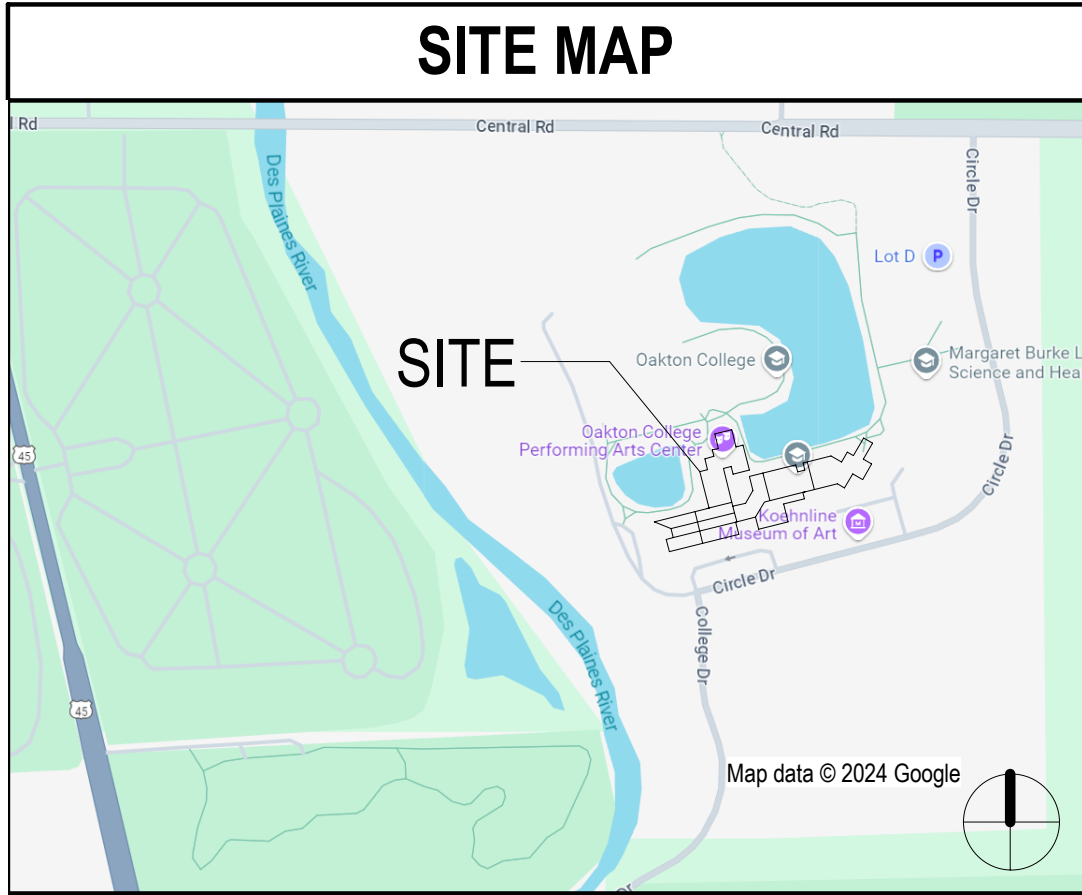 SITE MAP
l Rd
Central Rd
Central Rd
Circle Dr
Des Plaines River
Lot D
P
SITE
Oakton College
Margaret Burke L
Science and Hea
Oakton College
Performing Arts Center
45
Circle Dr
Koehnline
Museum of Art
Circle Dr
College Dr
Des Plaines River
45
Map data © 2024 Google
Dr